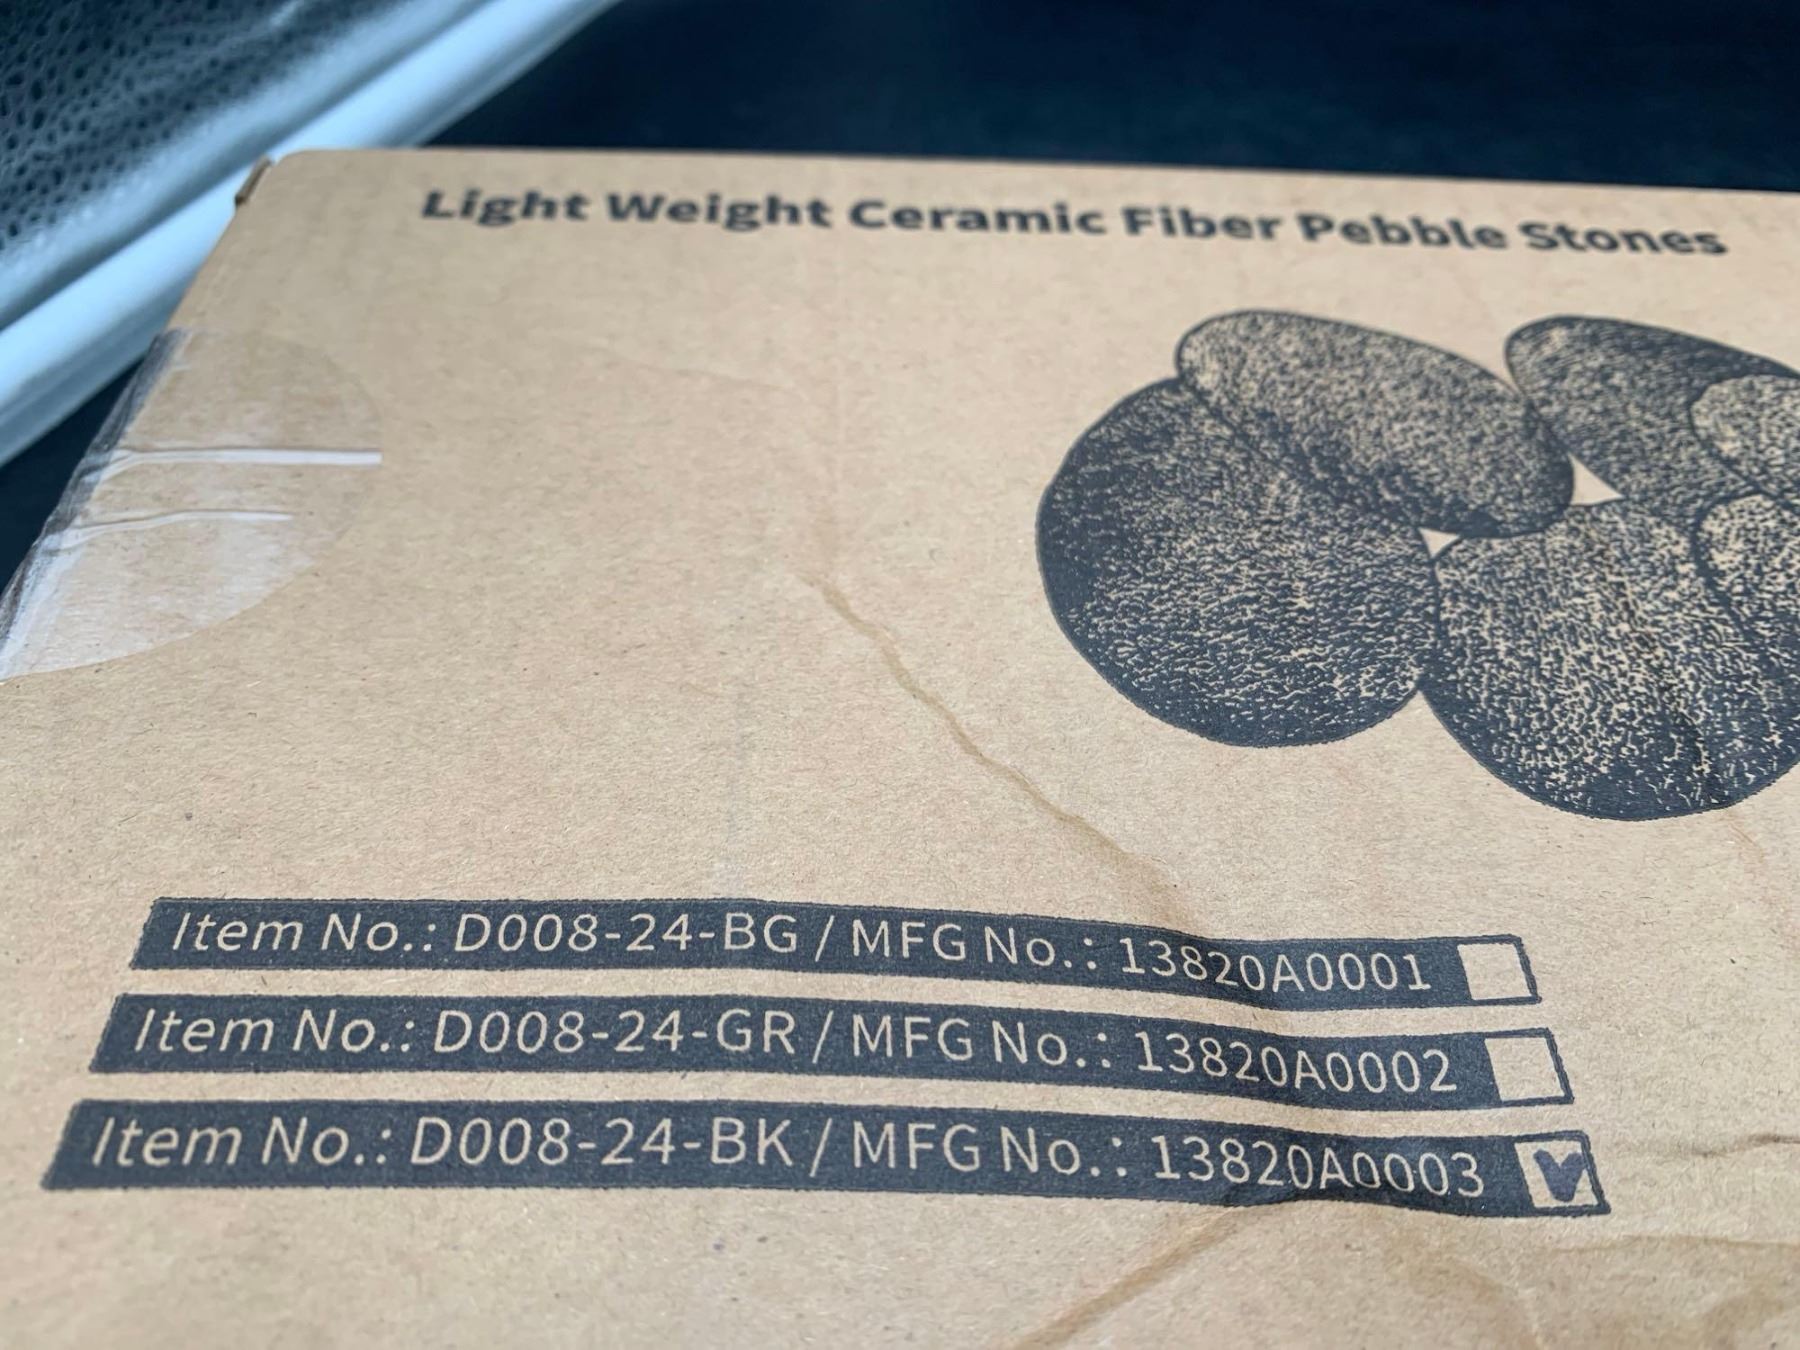 Light Weight Ceramic Fiber Pebble Stones
Item No.: D008-24-BG / MFG No.: 13820A0001
Item No.: D008-24-GR / MFG No.: 13820A0002
Item No.: D008-24-BK / MFG No.: 13820A0003